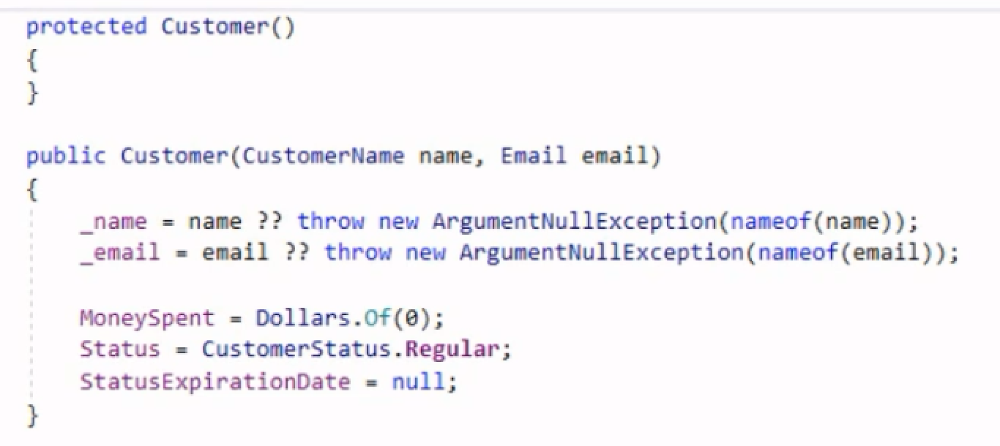 protected Customer()
{
}
public Customer(CustomerName name, Email email)
{
_name = name ?? throw new ArgumentNullException(nameof(name));
_email = email ?? throw new ArgumentNullException(nameof(email));
MoneySpent = Dollars.Of(0);
Status = CustomerStatus.Regular;
StatusExpirationDate = null;
}